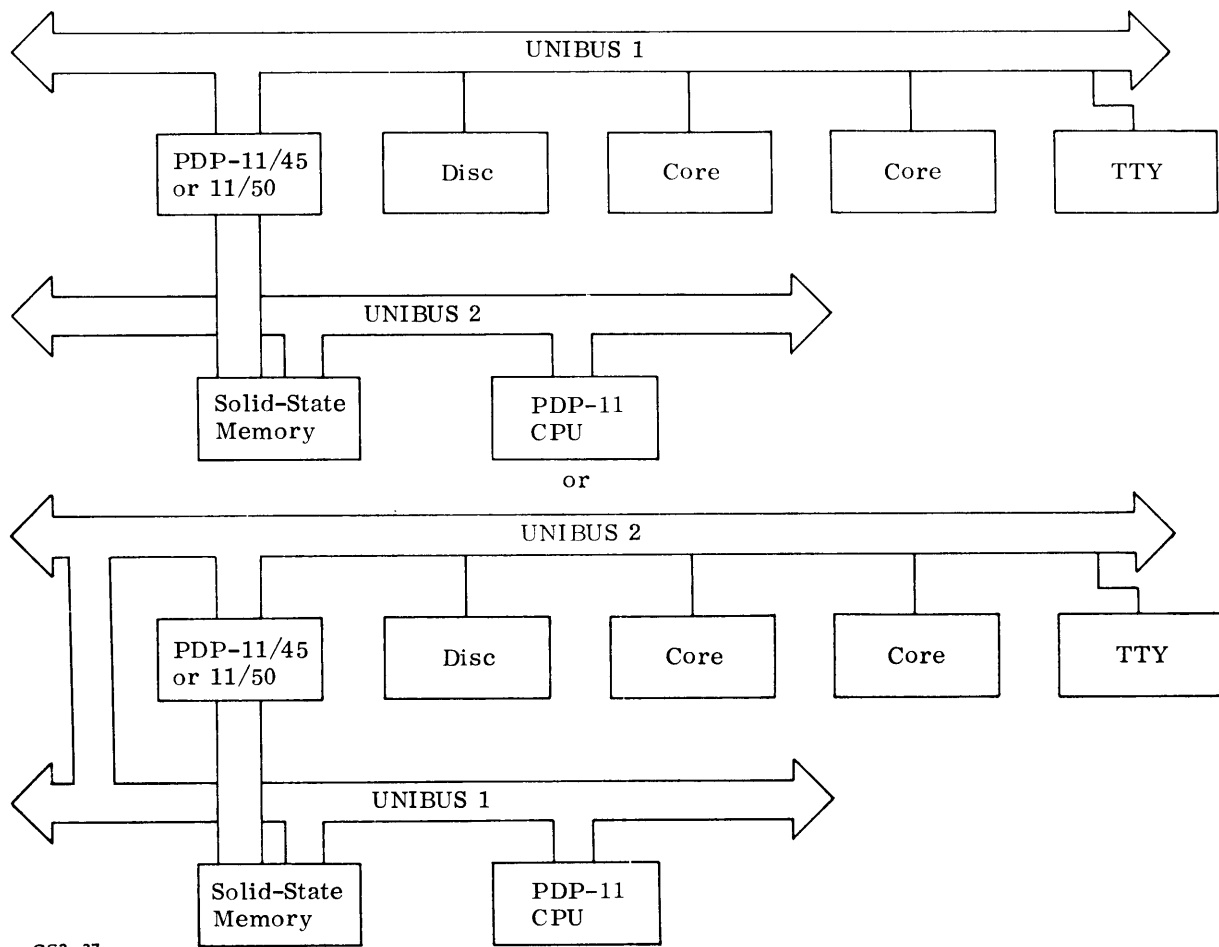 UNIBUS 1
PDP-11/45
or 11/50
Disc
Core
Core
TTY
UNIBUS 2
Solid-State
Memory
PDP-11
CPU
or
UNIBUS 2
PDP-11/45
or 11/50
Disc
Core
Core
TTY
UNIBUS 1
Solid-State
Memory
PDP-11
CPU